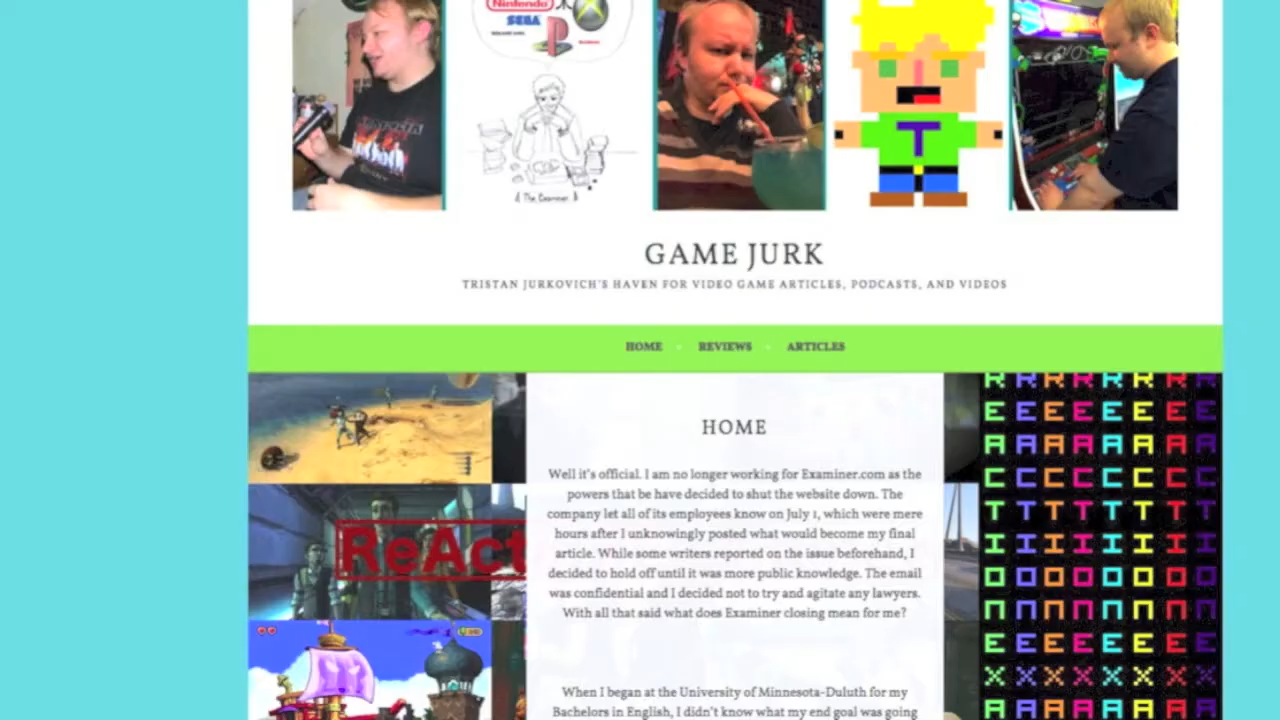 Nintendo
SEGA
The Examiner.
T
GAME JURK
TRISTAN JURKOVICH'S HAVEN FOR VIDEO GAME ARTICLES, PODCASTS, AND VIDEOS
HOME
REVIEWS
ARTICLES
HOME
Well it's official. I am no longer working for Examiner.com as the
powers that be have decided to shut the website down. The
company let all of its employees know on July 1, which were mere
hours after I unknowingly posted what would become my final
article. While some writers reported on the issue beforehand, I
decided to hold off until it was more public knowledge. The email
was confidential and I decided not to try and agitate any lawyers.
With all that said what does Examiner closing mean for me?
When I began at the University of Minnesota-Duluth for my
Bachelors in English, I didn't know what my end goal was going
ReAct
R R R R R R R R
E E E E E E E E
A A A A A A A A
C C C C C C C C
T T T T T T T T
I I I I I I I I
O O O O O O O O
N N N N N N N N
E E E E E E E E
X X X X X X X X
A A A A A A A A